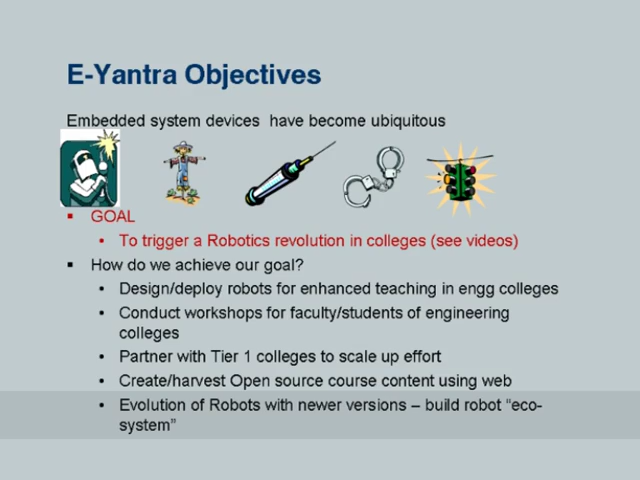 E-Yantra Objectives
Embedded system devices have become ubiquitous
▪ GOAL
• To trigger a Robotics revolution in colleges (see videos)
▪ How do we achieve our goal?
• Design/deploy robots for enhanced teaching in engg colleges
• Conduct workshops for faculty/students of engineering
colleges
• Partner with Tier 1 colleges to scale up effort
• Create/harvest Open source course content using web
• Evolution of Robots with newer versions – build robot “eco-
system”